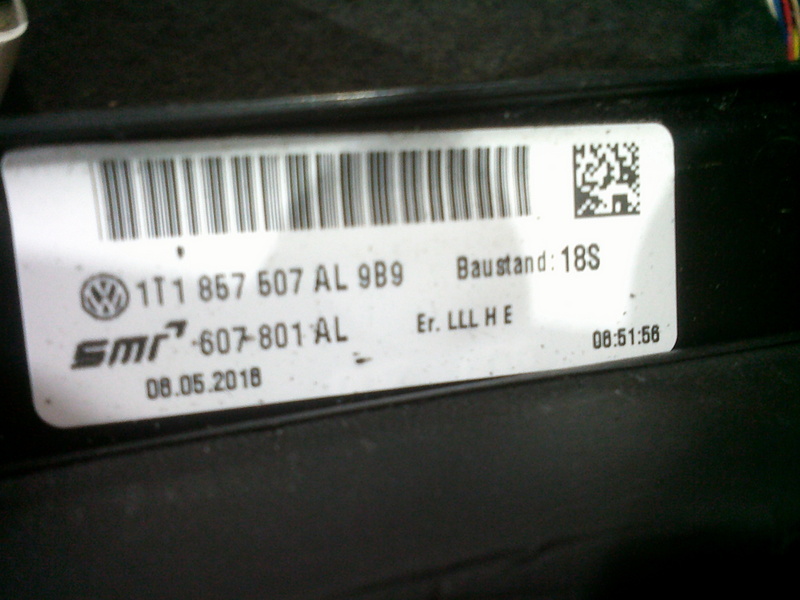 1T1 857 507 AL 9B9
Baustand: 18S
smr 607-801 AL
Er. LLL H E
08.05.2018
08:51:56